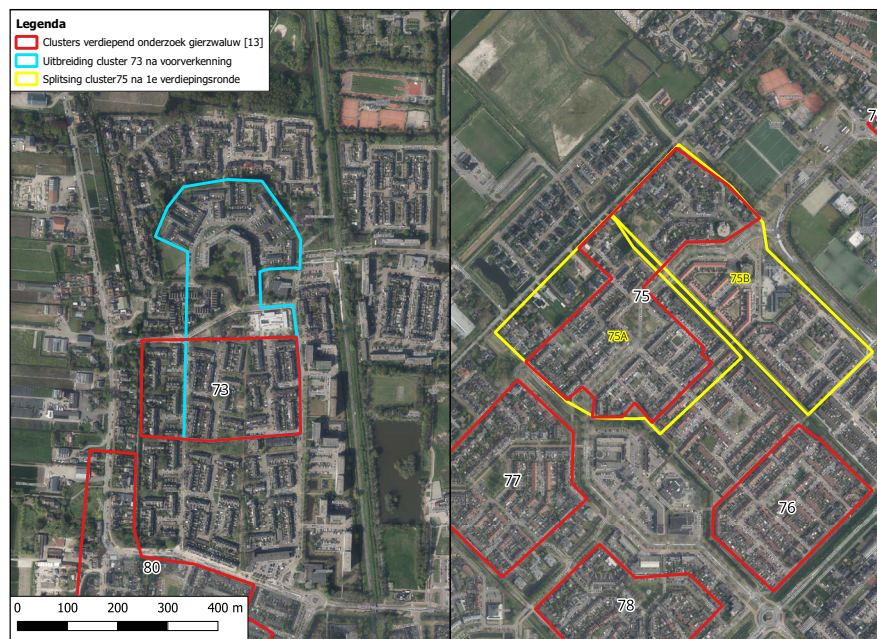 Legenda
Clusters verdiepend onderzoek gierzwaluw [13]
Uitbreiding cluster 73 na voorverkenning
Splitsing cluster75 na 1e verdiepingsronde
73
80
0 100 200 300 400 m
7
75B
75
75A
77
76
78